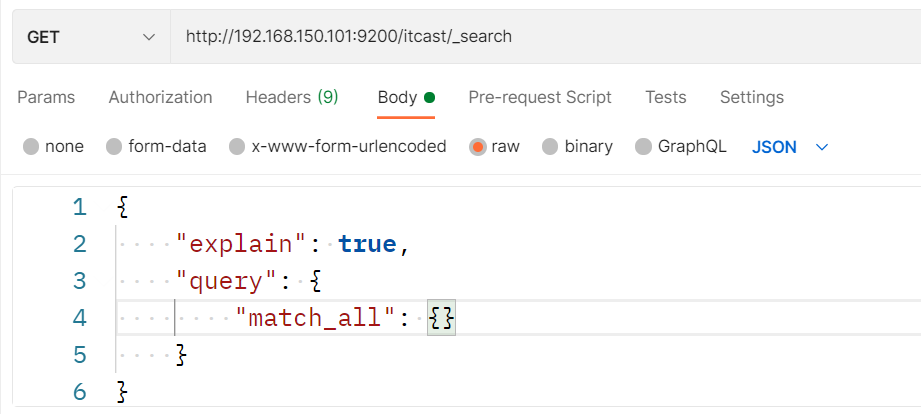 GET http://192.168.150.101:9200/itcast/_search
Params Authorization Headers (9) Body Pre-request Script Tests Settings
none form-data x-www-form-urlencoded raw binary GraphQL JSON
1 {
2 "explain": true,
3 "query": {
4 "match_all": {}
5 }
6 }